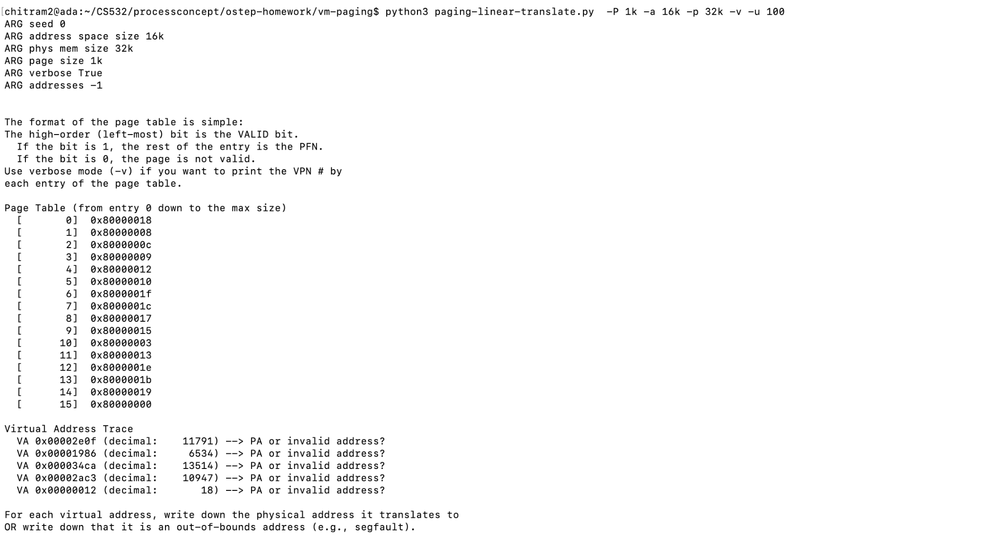 [chitram2@ada:~/CS532/processconcept/ostep-homework/vm-paging$ python3 paging-linear-translate.py  -P 1k -a 16k -p 32k -v -u 100
ARG seed 0
ARG address space size 16k
ARG phys mem size 32k
ARG page size 1k
ARG verbose True
ARG addresses -1

The format of the page table is simple:
The high-order (left-most) bit is the VALID bit.
  If the bit is 1, the rest of the entry is the PFN.
  If the bit is 0, the page is not valid.
Use verbose mode (-v) if you want to print the VPN # by
each entry of the page table.

Page Table (from entry 0 down to the max size)
  [       0]  0x80000018
  [       1]  0x80000008
  [       2]  0x8000000c
  [       3]  0x80000009
  [       4]  0x80000012
  [       5]  0x80000010
  [       6]  0x8000001f
  [       7]  0x8000001c
  [       8]  0x80000017
  [       9]  0x80000015
  [      10]  0x80000003
  [      11]  0x80000013
  [      12]  0x8000001e
  [      13]  0x8000001b
  [      14]  0x80000019
  [      15]  0x80000000

Virtual Address Trace
  VA 0x00002e0f (decimal:    11791) --> PA or invalid address?
  VA 0x00001986 (decimal:     6534) --> PA or invalid address?
  VA 0x000034ca (decimal:    13514) --> PA or invalid address?
  VA 0x00002ac3 (decimal:    10947) --> PA or invalid address?
  VA 0x00000012 (decimal:       18) --> PA or invalid address?

For each virtual address, write down the physical address it translates to
OR write down that it is an out-of-bounds address (e.g., segfault).